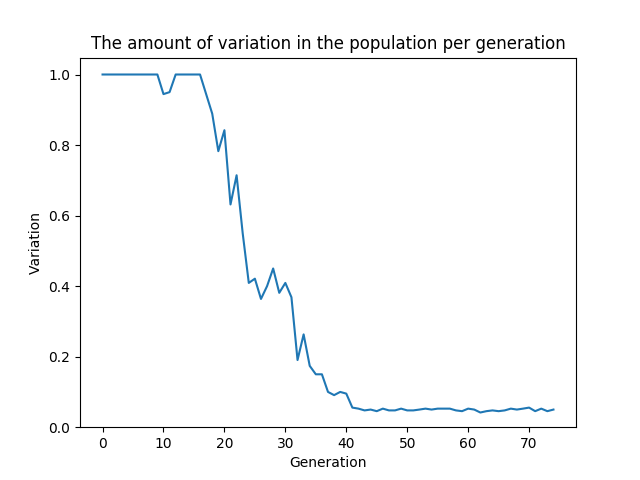 The amount of variation in the population per generation
1.0
0.8
0.6
0.4
0.2
0.0
Variation
0 10 20 30 40 50 60 70
Generation